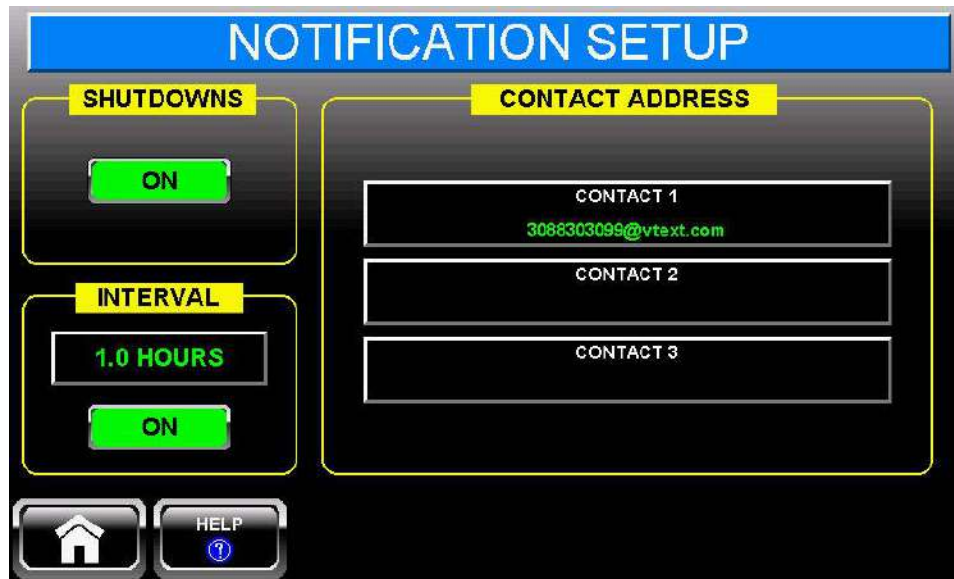 NOTIFICATION SETUP
SHUTDOWNS
ON
INTERVAL
1.0 HOURS
ON
CONTACT ADDRESS
CONTACT 1
3088303099@vtext.com
CONTACT 2
CONTACT 3
HELP
?